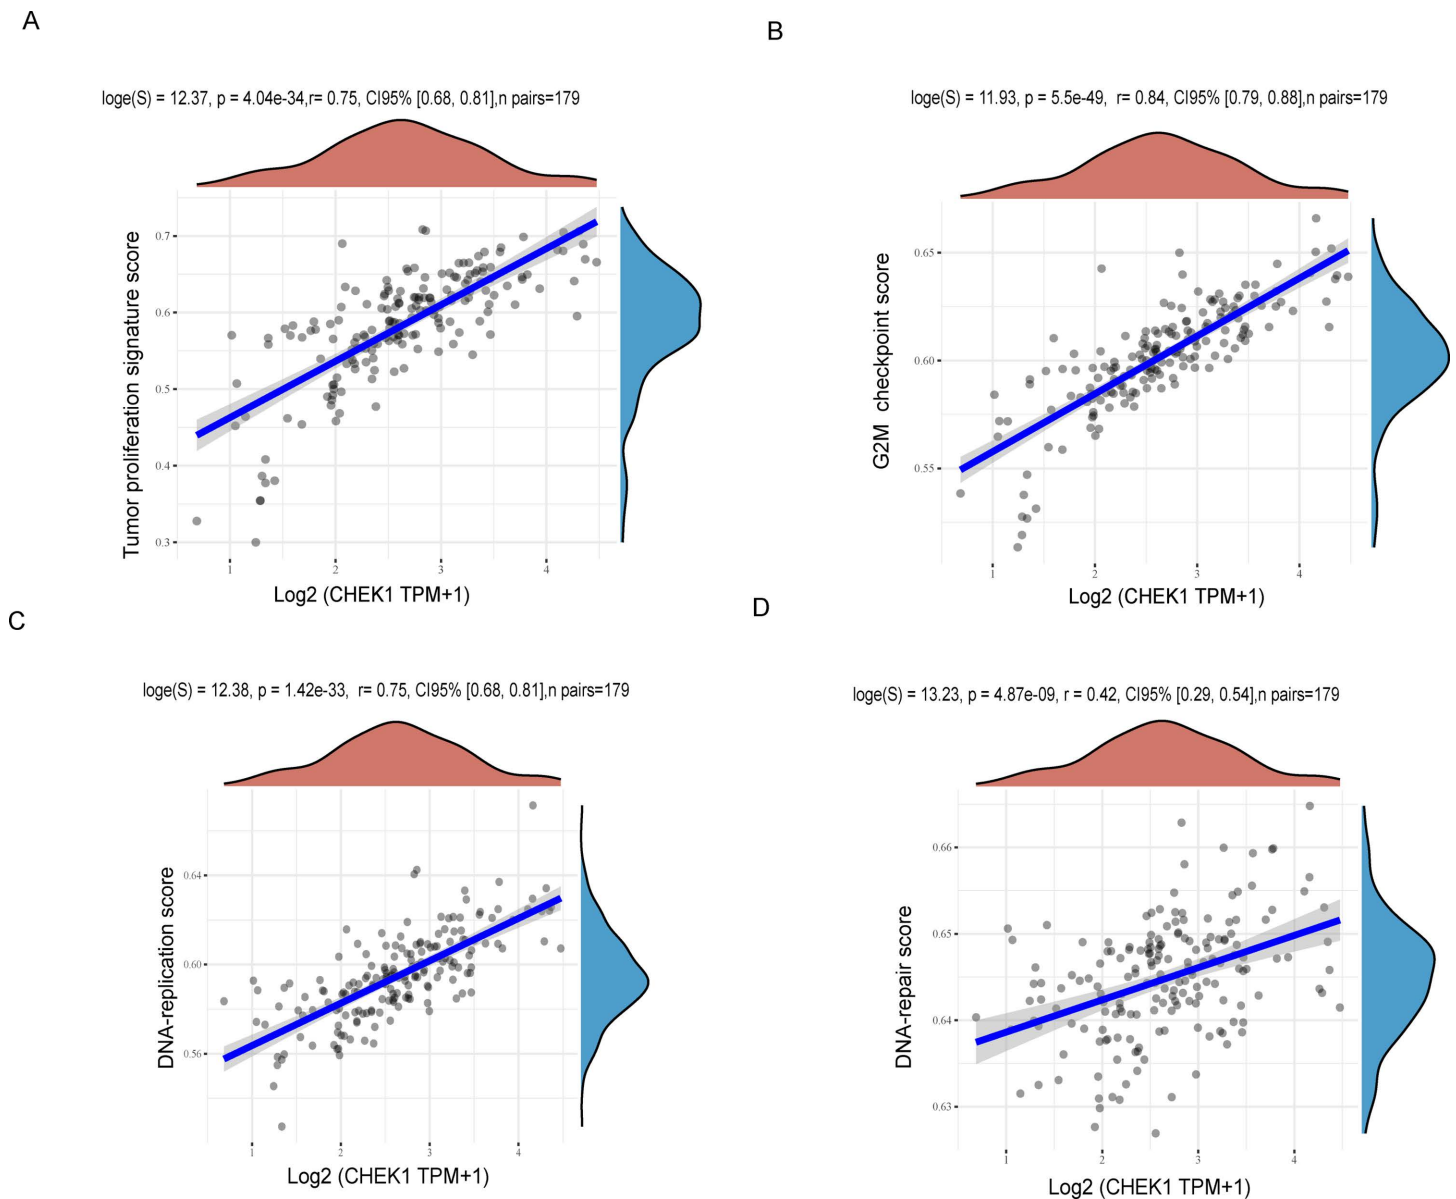 A
loge(S) = 12.37, p = 4.04e-34,r= 0.75, CI95% [0.68, 0.81],n pairs=179
Tumor proliferation signature score
0.7
0.6
0.5
0.4
0.3
1 2 3 4
Log2 (CHEK1 TPM+1)
B
loge(S) = 11.93, p = 5.5e-49, r= 0.84, CI95% [0.79, 0.88],n pairs=179
G2M checkpoint score
0.65
0.60
0.55
1 2 3 4
Log2 (CHEK1 TPM+1)
C
loge(S) = 12.38, p = 1.42e-33, r= 0.75, CI95% [0.68, 0.81],n pairs=179
DNA-replication score
0.64
0.60
0.56
1 2 3 4
Log2 (CHEK1 TPM+1)
D
loge(S) = 13.23, p = 4.87e-09, r = 0.42, CI95% [0.29, 0.54],n pairs=179
DNA-repair score
0.66
0.65
0.64
0.63
1 2 3 4
Log2 (CHEK1 TPM+1)